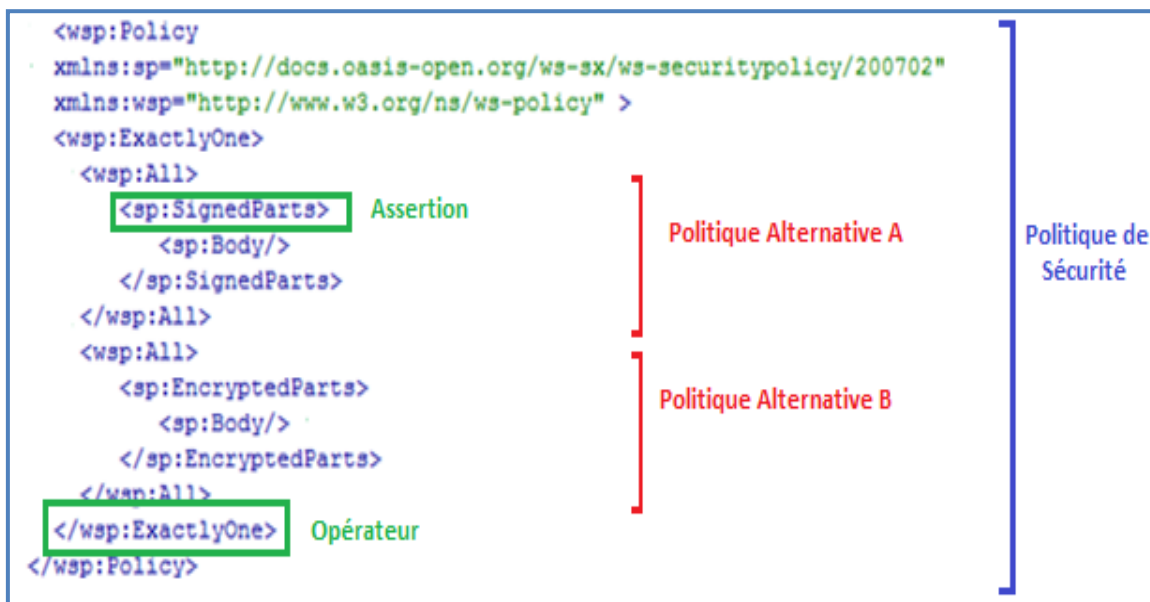 <wsp:Policy
xmlns:sp="http://docs.oasis-open.org/ws-sx/ws-securitypolicy/200702"
xmlns:wsp="http://www.w3.org/ns/ws-policy" >
<wsp:ExactlyOne>
<wsp:All>
<sp:SignedParts> Assertion
<sp:Body/>
</sp:SignedParts>
</wsp:All>
Politique Alternative A
<wsp:All>
<sp:EncryptedParts>
<sp:Body/>
</sp:EncryptedParts>
</wsp:All>
Politique Alternative B
</wsp:ExactlyOne> Opérateur
</wsp:Policy>
Politique de
Sécurité